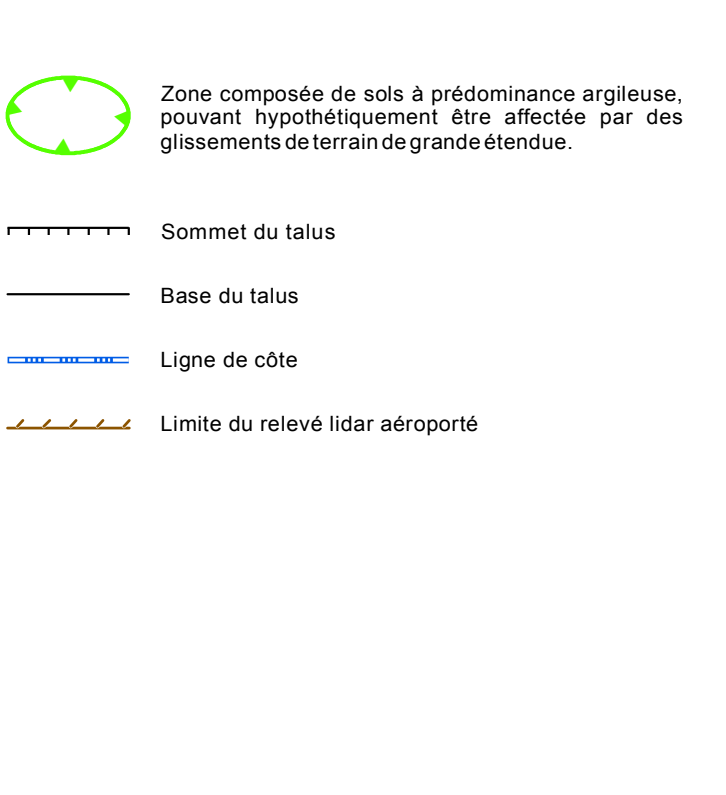 Zone composée de sols à prédominance argileuse,
pouvant hypothétiquement être affectée par des
glissements de terrain de grande étendue.
Sommet du talus
Base du talus
Ligne de côte
Limite du relevé lidar aéroporté